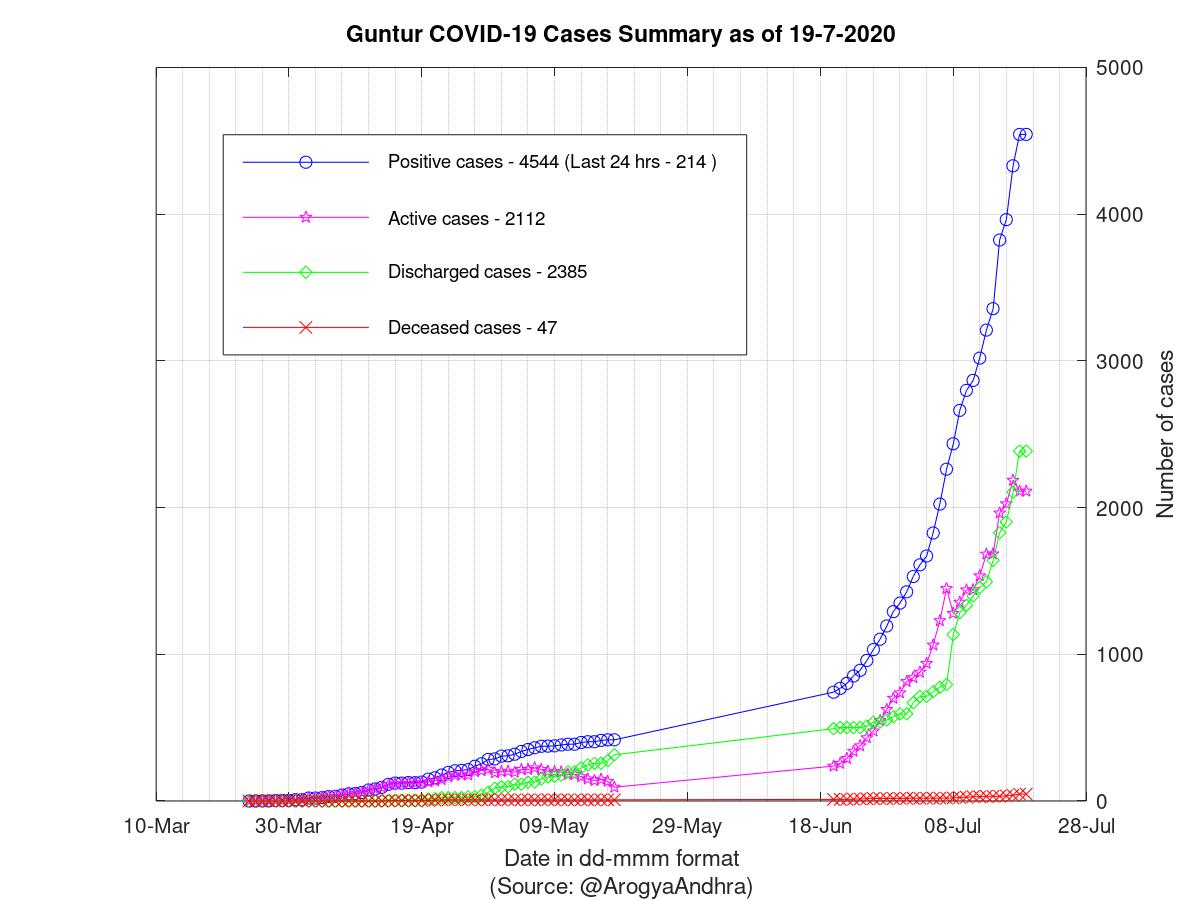 Guntur COVID-19 Cases Summary as of 19-7-2020
Positive cases - 4544 (Last 24 hrs - 214 )
Active cases - 2112
Discharged cases - 2385
Deceased cases - 47
5000
4000
3000
2000
1000
0
Number of cases
10-Mar 30-Mar 19-Apr 09-May 29-May 18-Jun 08-Jul 28-Jul
Date in dd-mmm format
(Source: @ArogyaAndhra)